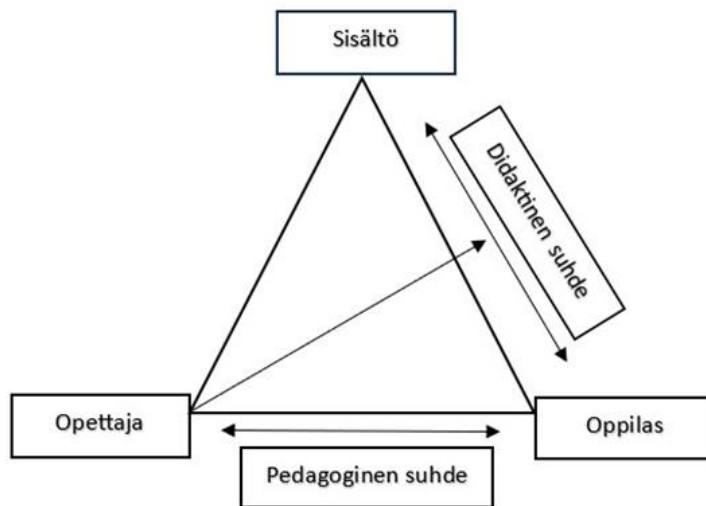 Sisältö
Didaktinen suhde
Opettaja
Oppilas
Pedagoginen suhde